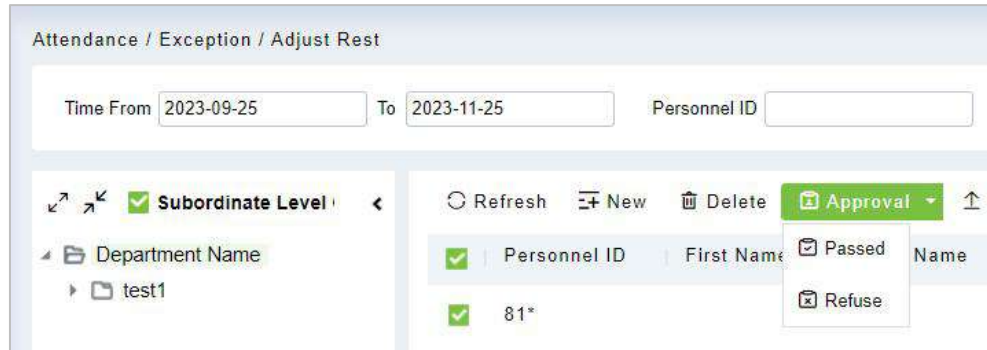 Attendance / Exception / Adjust Rest
Time From 2023-09-25 To 2023-11-25 Personnel ID
Subordinate Level
Refresh New Delete Approval
Department Name
test1
Personnel ID First Name Name
81*
Passed
Refuse